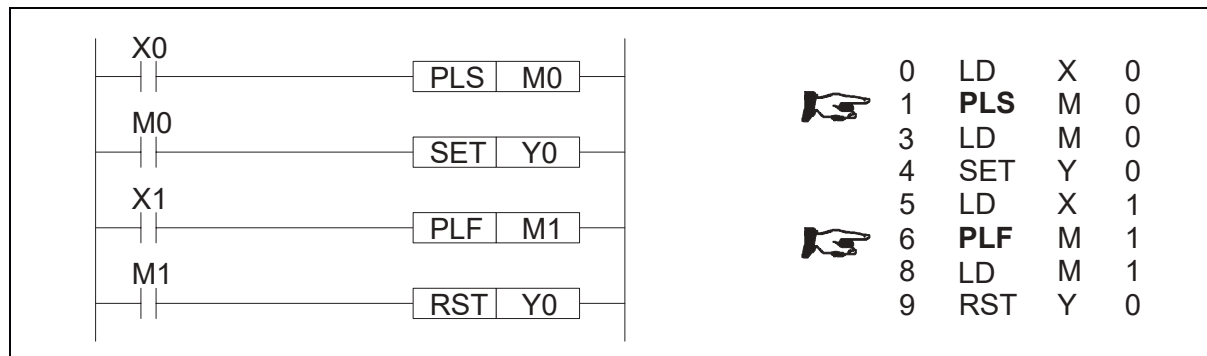 X0
PLS M0
M0
SET Y0
X1
PLF M1
M1
RST Y0
0 LD X 0
1 PLS M 0
3 LD M 0
4 SET Y 0
5 LD X 1
6 PLF M 1
8 LD M 1
9 RST Y 0